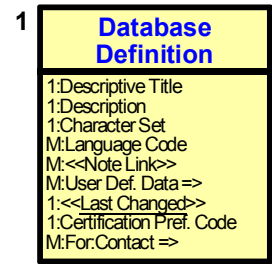 1
Database
Definition
1:Descriptive Title
1:Description
1:Character Set
M:Language Code
M:<<Note Link>>
M:User Def. Data =>
1:<<Last Changed>>
1:Certification Pref. Code
M:For:Contact =>